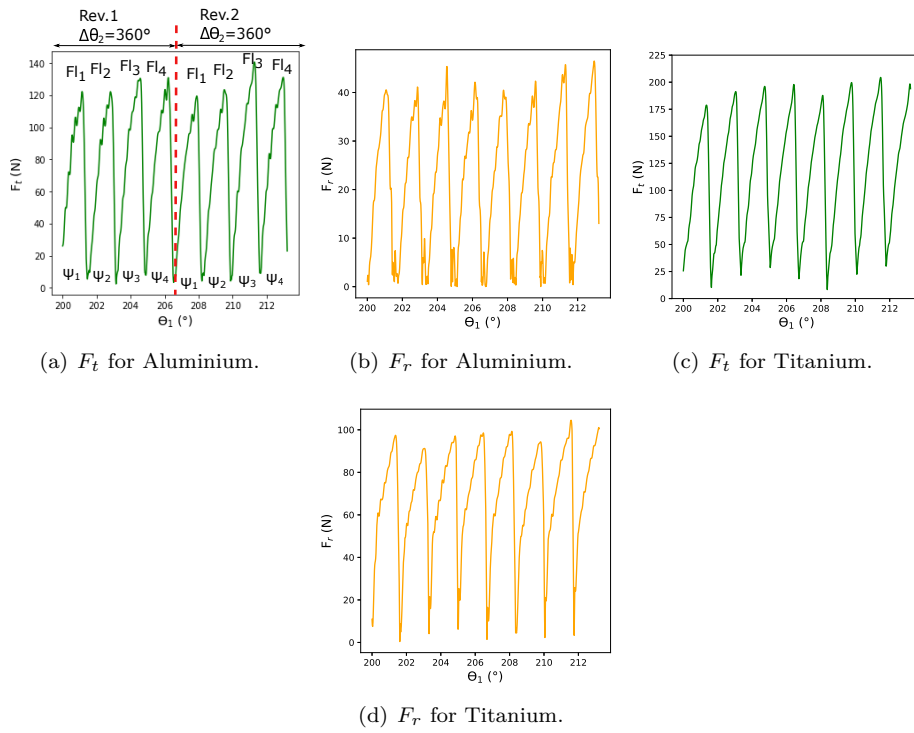 Rev.1
Δθ₂=360°
Rev.2
Δθ₂=360°
Fl₁ Fl₂ Fl₃ Fl₄ Fl₁ Fl₂ Fl₃ Fl₄
140
120
100
80
60
40
20
0
Fₜ (N)
Ψ₁ Ψ₂ Ψ₃ Ψ₄ Ψ₁ Ψ₂ Ψ₃ Ψ₄
200 202 204 206 208 210 212
Θ₁ (°)
(a) Fₜ for Aluminium.
40
30
20
10
0
Fᵣ (N)
200 202 204 206 208 210 212
Θ₁ (°)
(b) Fᵣ for Aluminium.
225
200
175
150
125
100
75
50
25
0
Fₜ (N)
200 202 204 206 208 210 212
Θ₁ (°)
(c) Fₜ for Titanium.
100
80
60
40
20
0
Fᵣ (N)
200 202 204 206 208 210 212
Θ₁ (°)
(d) Fᵣ for Titanium.